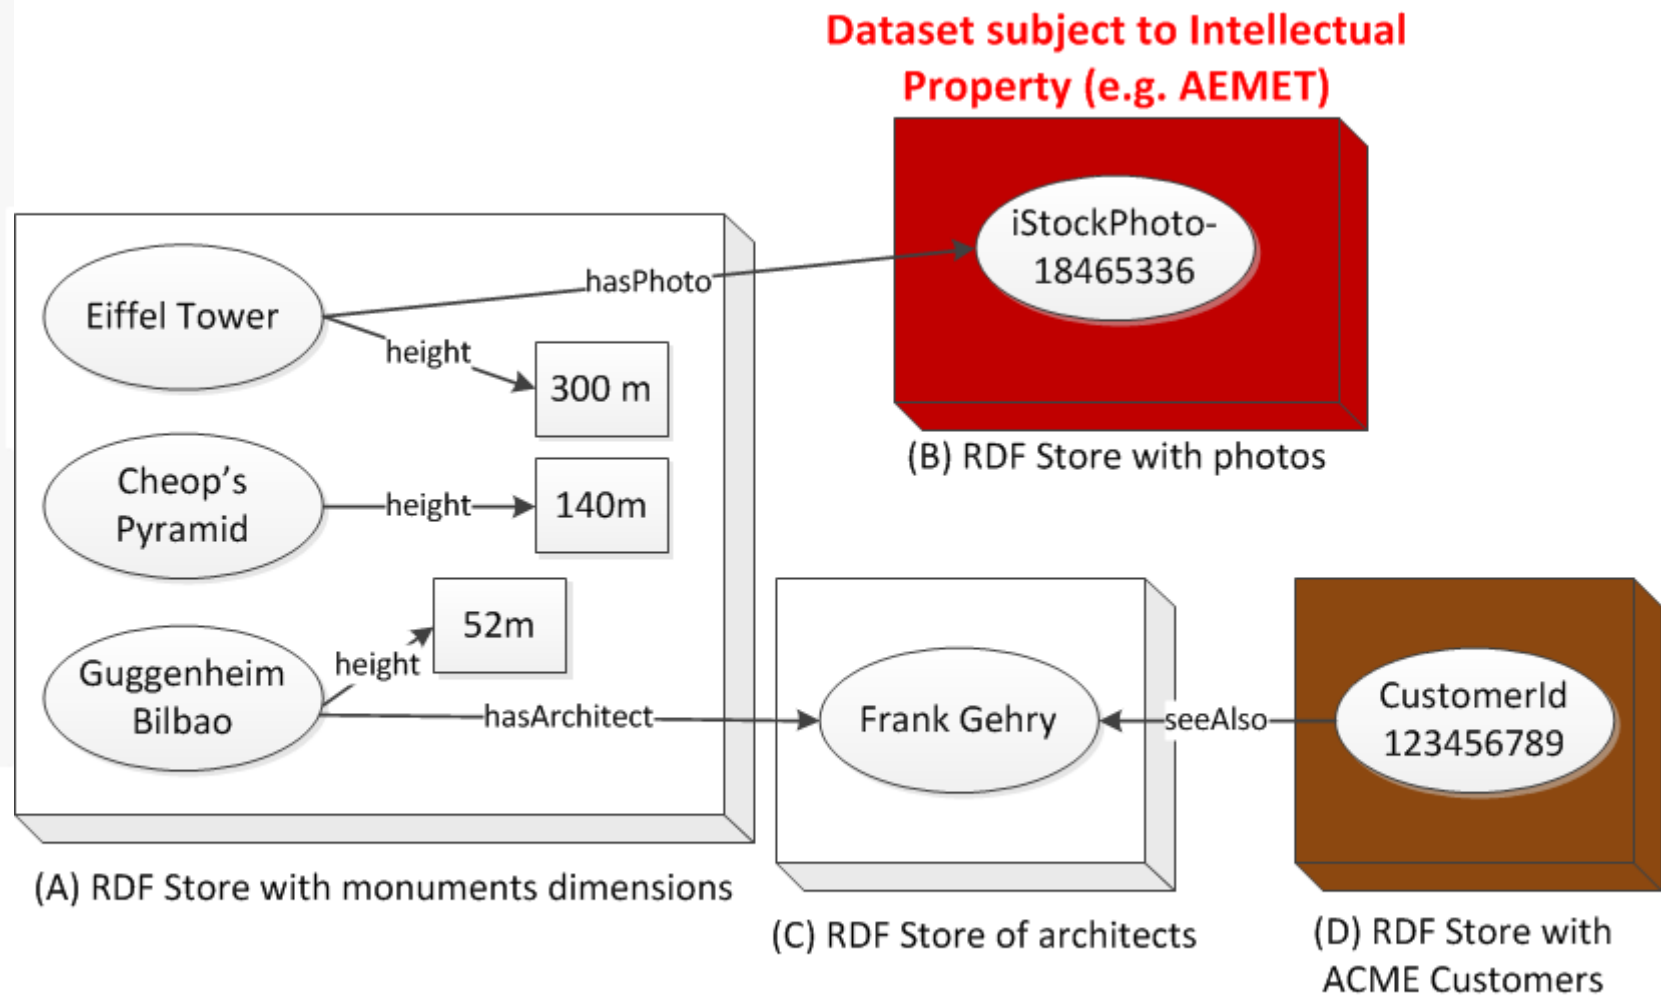 Dataset subject to Intellectual
Property (e.g. AEMET)
iStockPhoto-
18465336
(B) RDF Store with photos
Eiffel Tower
hasPhoto
height
300 m
Cheop’s
Pyramid
height
140m
Guggenheim
Bilbao
height
52m
hasArchitect
(A) RDF Store with monuments dimensions
Frank Gehry
seeAlso
(C) RDF Store of architects
CustomerId
123456789
(D) RDF Store with
ACME Customers